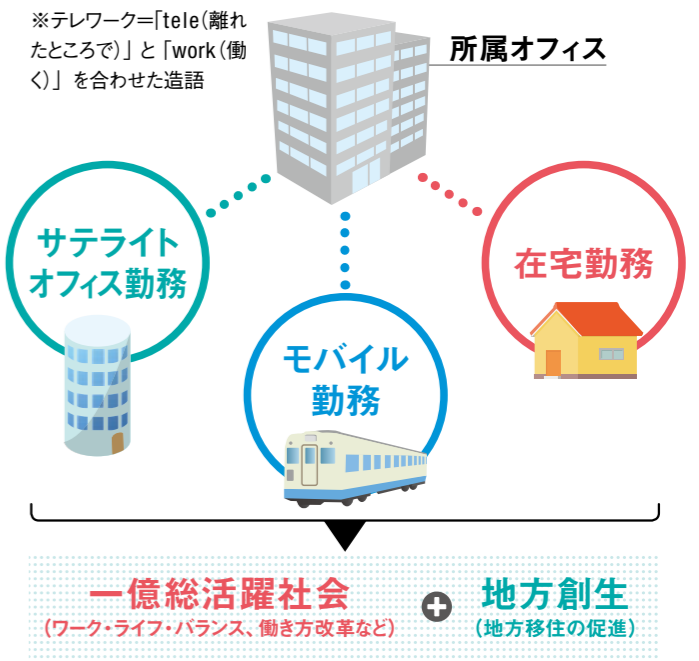 ※テレワーク＝「tele（離れ
たところで）」と「work（働
く）」を合わせた造語
所属オフィス
サテライト
オフィス勤務
在宅勤務
モバイル
勤務
一億総活躍社会
（ワーク・ライフ・バランス、働き方改革など）
+
地方創生
（地方移住の促進）